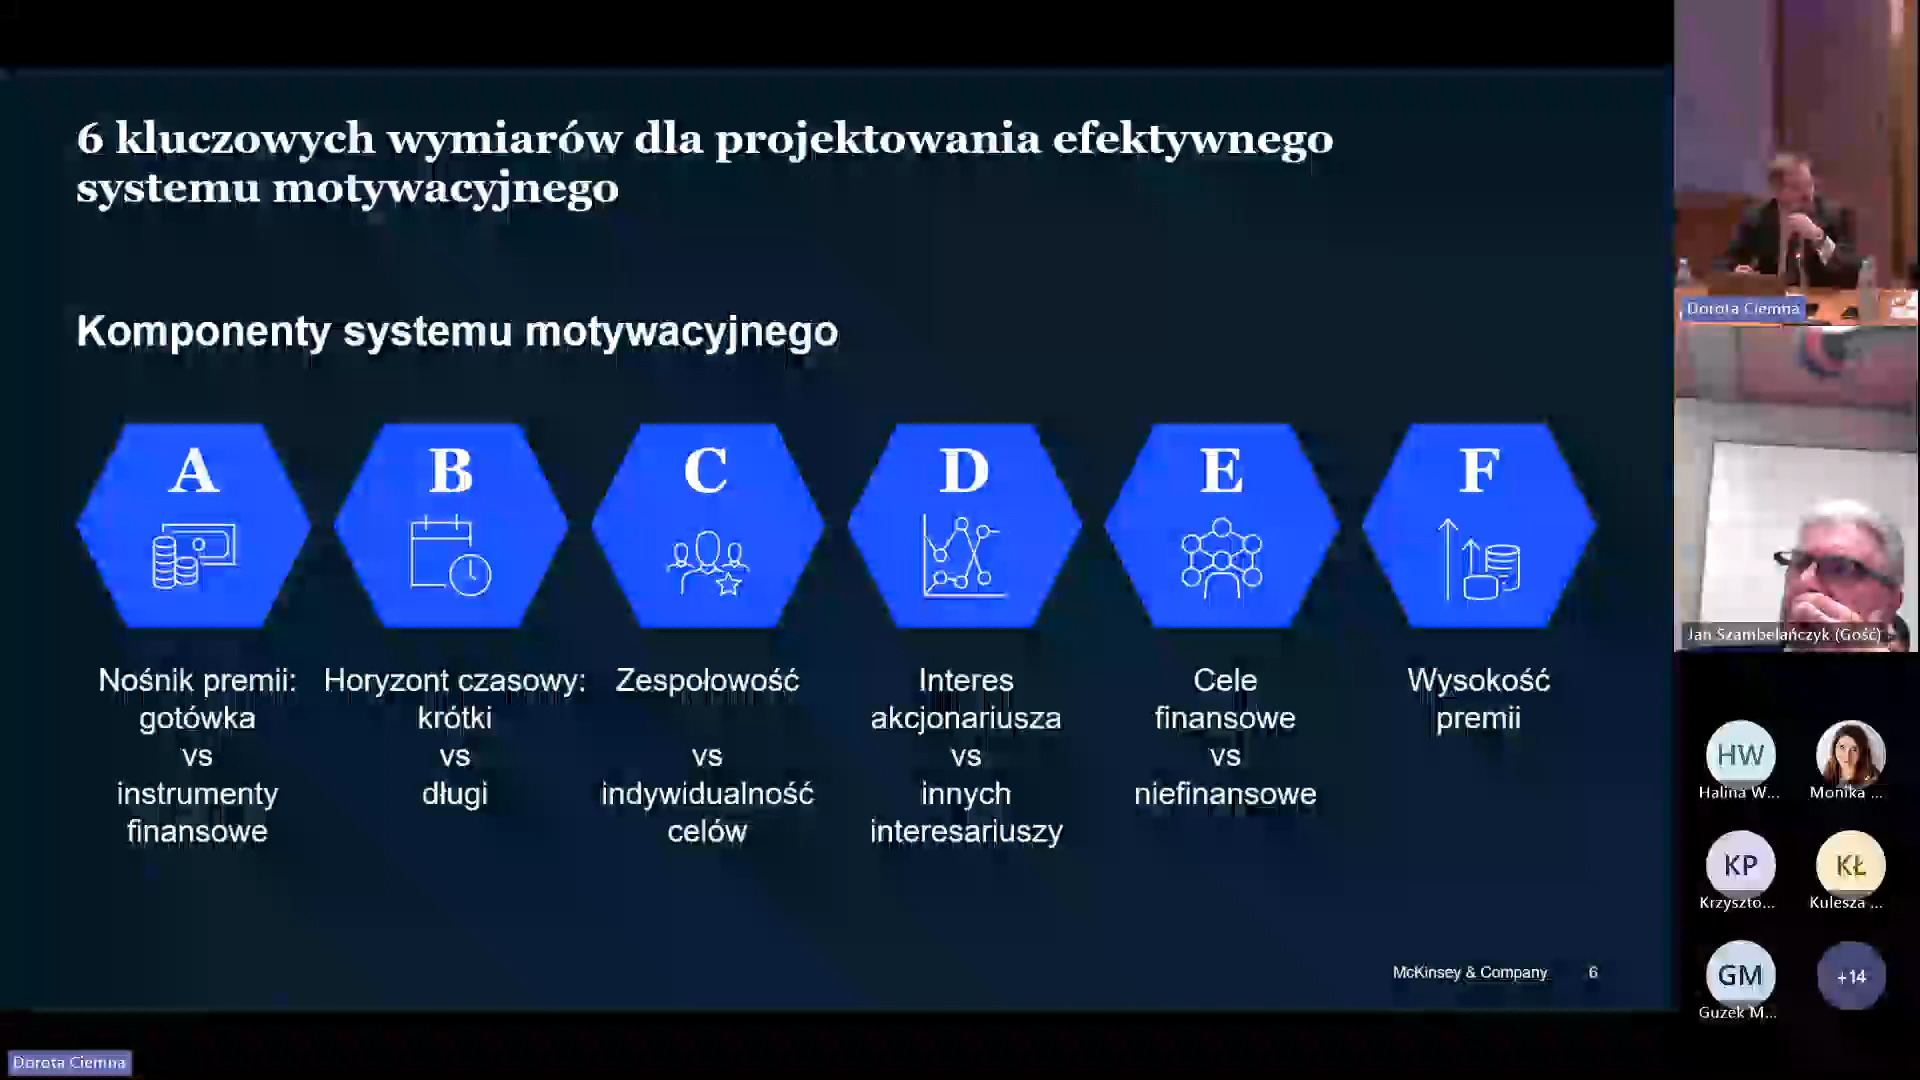 6 kluczowych wymiarów dla projektowania efektywnego
systemu motywacyjnego
Komponenty systemu motywacyjnego
A
B
C
D
E
F
Nośnik premii:
gotówka
vs
instrumenty
finansowe
Horyzont czasowy:
krótki
vs
długi
Zespołowość
vs
indywidualność
celów
Interes
akcjonariusza
vs
innych
interesariuszy
Cele
finansowe
vs
niefinansowe
Wysokość
premii
McKinsey & Company 6
Dorota Ciemna
Dorota Ciemna
Jan Szambelańczyk (Gość)
HW
Halina W...
Monika ...
KP
Krzyszto...
KŁ
Kulesza ...
GM
Guzek M...
+14